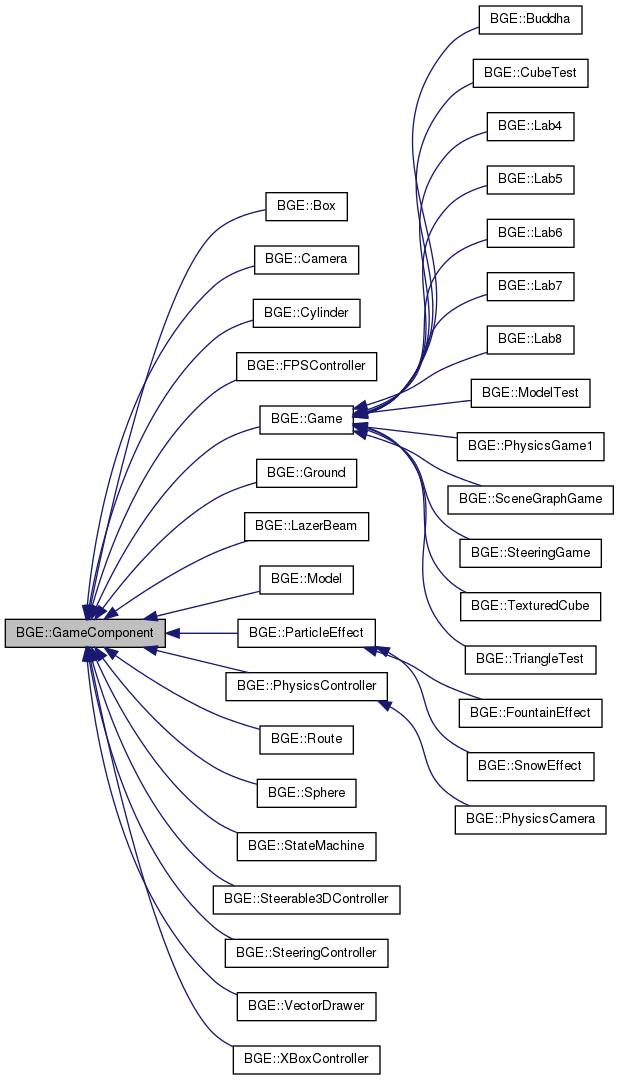 BGE::Buddha
BGE::CubeTest
BGE::Lab4
BGE::Lab5
BGE::Box
BGE::Lab6
BGE::Camera
BGE::Lab7
BGE::Cylinder
BGE::Lab8
BGE::FPSController
BGE::ModelTest
BGE::Game
BGE::PhysicsGame1
BGE::Ground
BGE::SceneGraphGame
BGE::LazerBeam
BGE::SteeringGame
BGE::Model
BGE::TexturedCube
BGE::GameComponent
BGE::ParticleEffect
BGE::TriangleTest
BGE::PhysicsController
BGE::FountainEffect
BGE::Route
BGE::SnowEffect
BGE::Sphere
BGE::PhysicsCamera
BGE::StateMachine
BGE::Steerable3DController
BGE::SteeringController
BGE::VectorDrawer
BGE::XBoxController